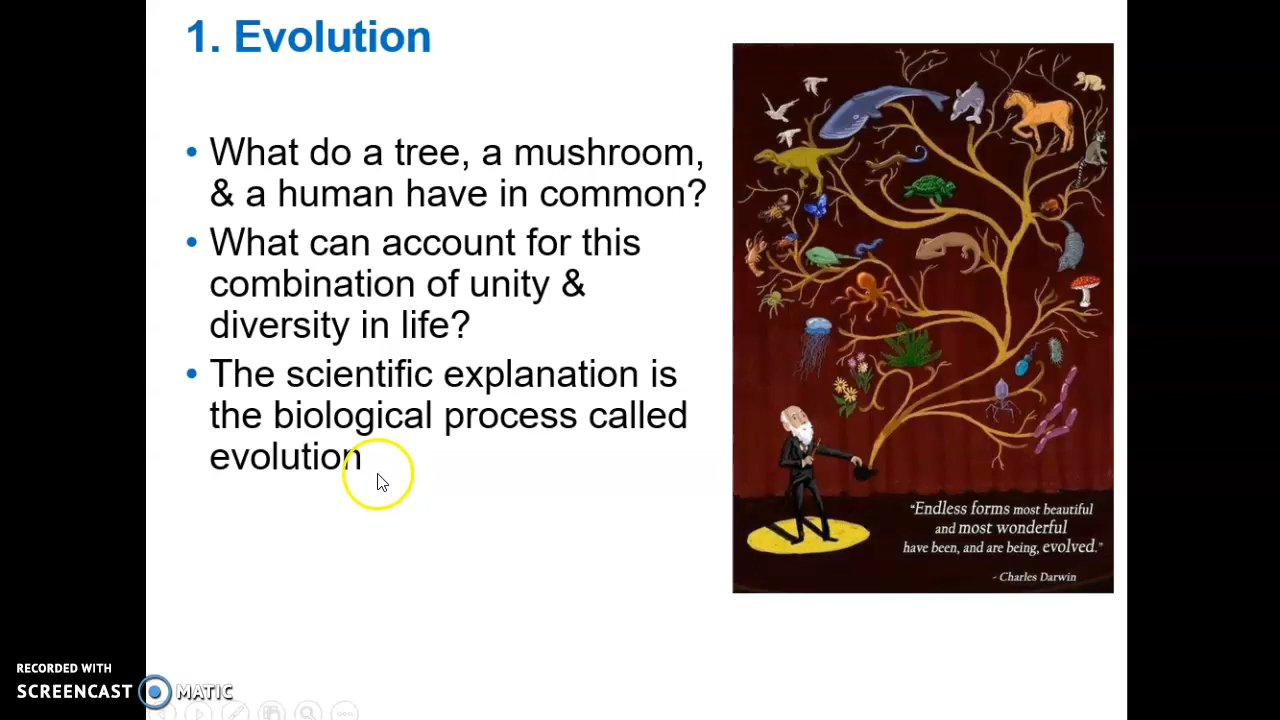 1. Evolution
• What do a tree, a mushroom,
& a human have in common?
• What can account for this
combination of unity &
diversity in life?
• The scientific explanation is
the biological process called
evolution
"Endless forms most beautiful
and most wonderful
have been, and are being, evolved."
- Charles Darwin
RECORDED WITH
SCREENCAST MATIC